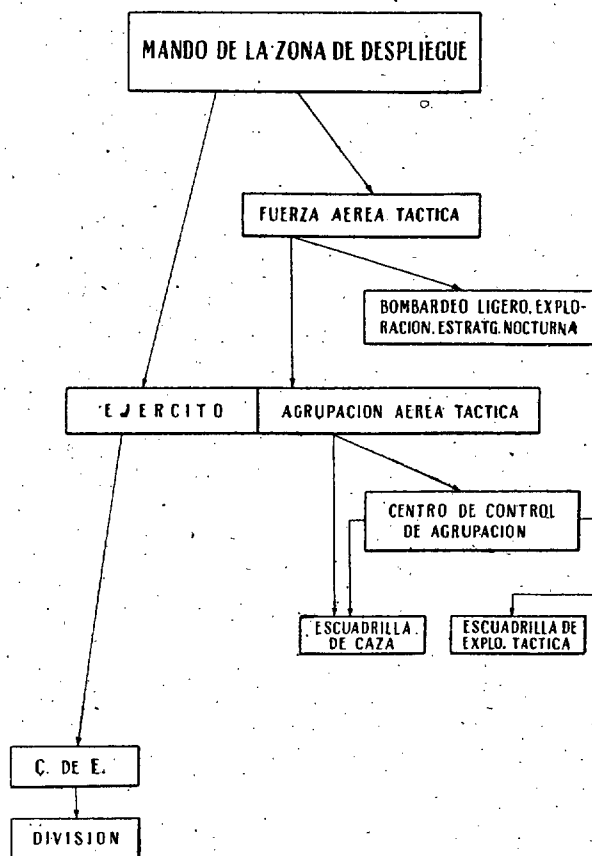 MANDO DE LA ZONA DE DESPLIEGUE
FUERZA AEREA TACTICA
BOMBARDEO LIGERO, EXPLO-
RACION. ESTRATG. NOCTURNA
EJERCITO
AGRUPACION AEREA TACTICA
CENTRO DE CONTROL
DE AGRUPACION
ESCUADRILLA
DE CAZA
ESCUADRILLA DE
EXPLO. TACTICA
C. DE E.
DIVISION